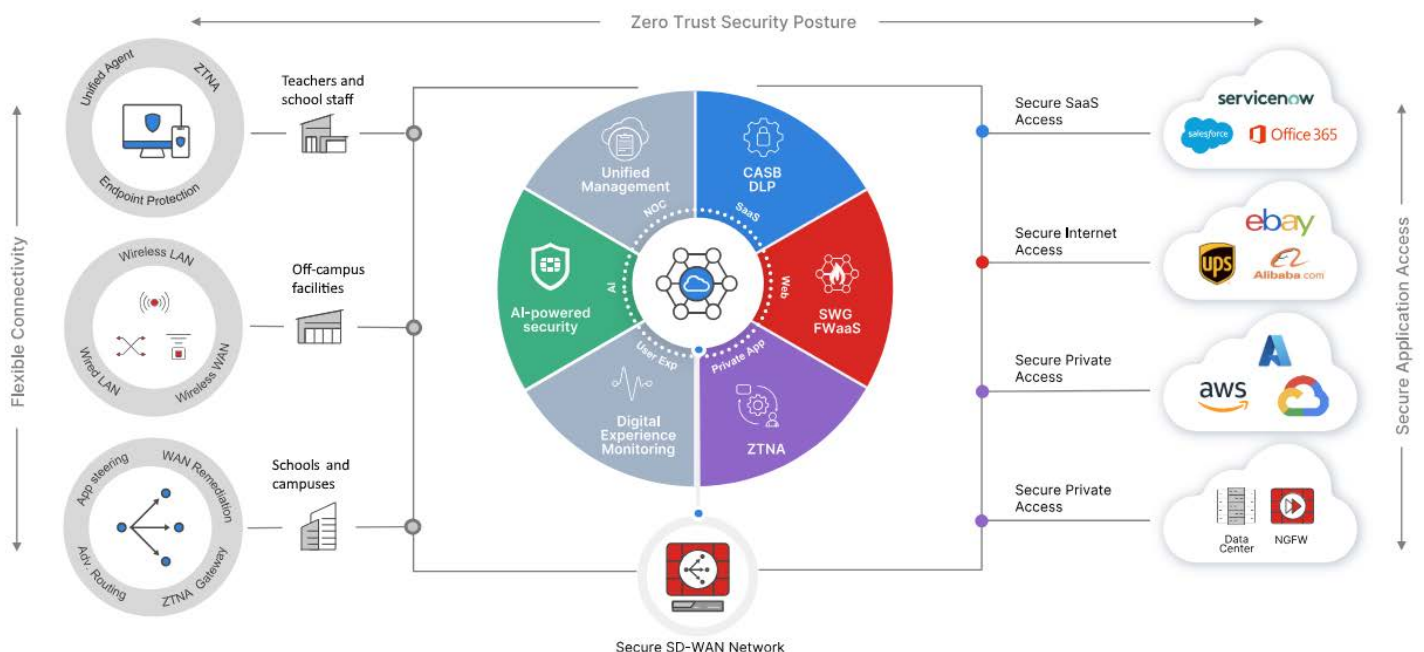 Zero Trust Security Posture
Flexible Connectivity
Unified Agent
ZTNA
Endpoint Protection
Teachers and
school staff
Wireless LAN
Wired LAN
Wireless WAN
Off-campus
facilities
App steering
WAN Remediation
Adv. Routing
ZTNA Gateway
Schools and
campuses
Unified
Management
NOC
CASB
DLP
SaaS
AI-powered
security
AI
SWG
FWaaS
Web
Digital
Experience
Monitoring
User Exp
ZTNA
Private App
Secure SD-WAN Network
Secure SaaS
Access
servicenow
salesforce
Office 365
Secure Internet
Access
ebay
ups
Alibaba.com
Secure Private
Access
aws
Secure Private
Access
Data
Center
NGFW
Secure Application Access